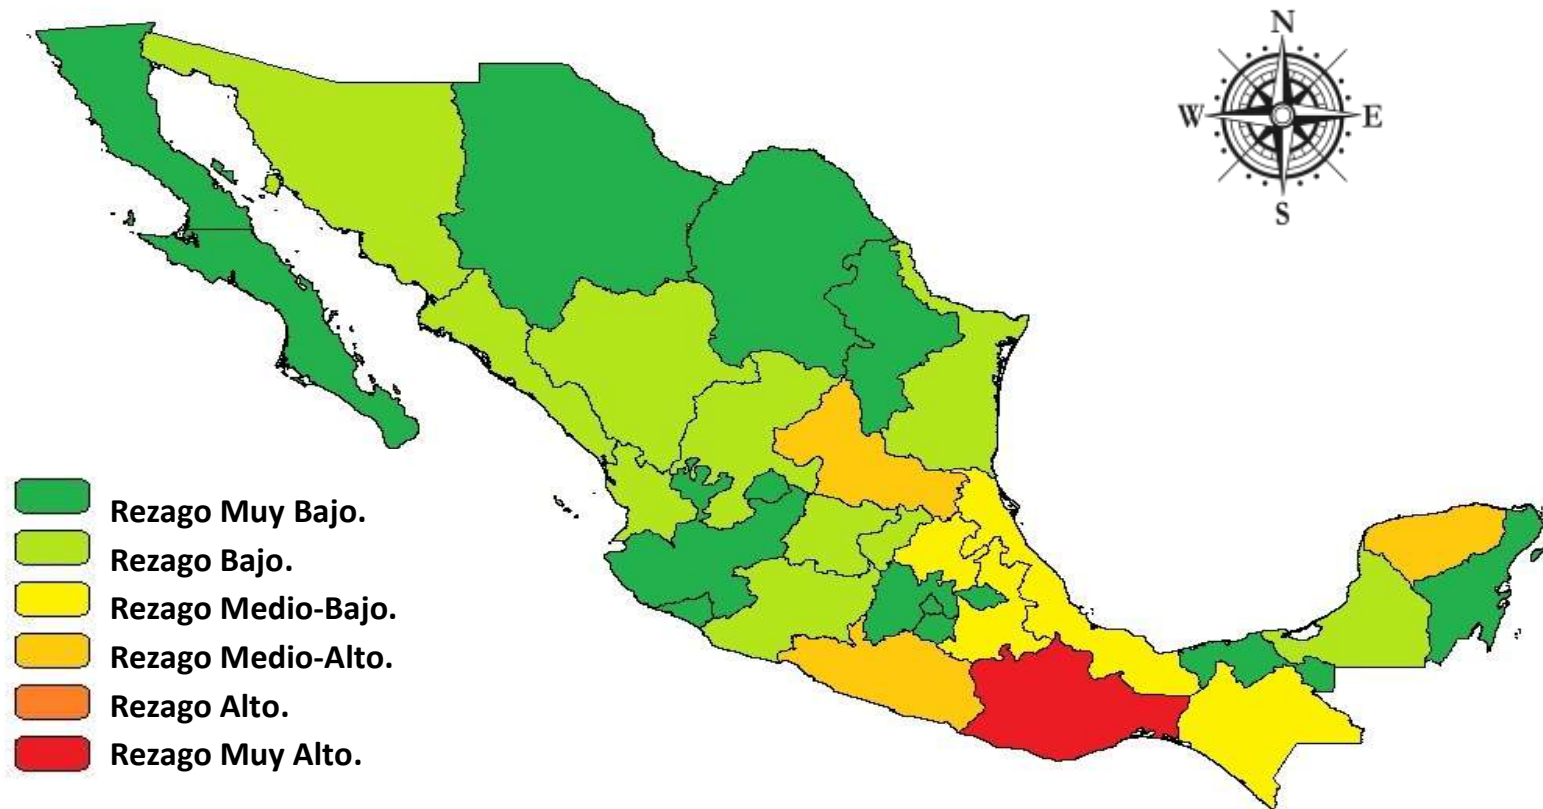 N
W E
S
Rezago Muy Bajo.
Rezago Bajo.
Rezago Medio-Bajo.
Rezago Medio-Alto.
Rezago Alto.
Rezago Muy Alto.